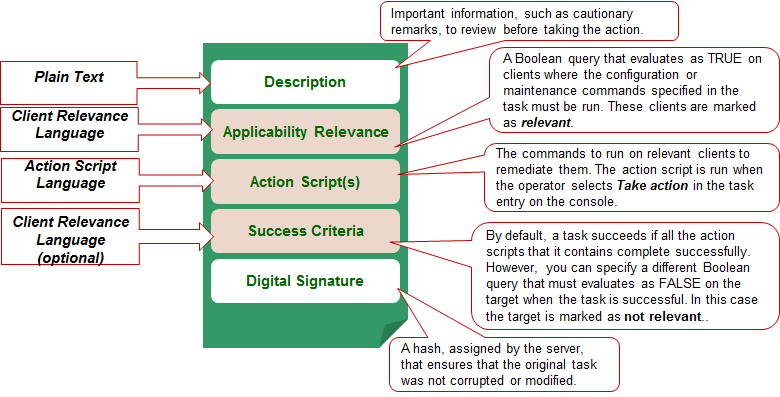 Important information, such as cautionary
remarks, to review before taking the action.
Plain Text
Description
A Boolean query that evaluates as TRUE on
clients where the configuration or
maintenance commands specified in the
task must be run. These clients are marked
as relevant.
Client Relevance
Language
Applicability Relevance
Action Script
Language
Action Script(s)
The commands to run on relevant clients to
remediate them. The action script is run when
the operator selects Take action in the task
entry on the console.
Client Relevance
Language
(optional)
Success Criteria
By default, a task succeeds if all the action
scripts that it contains complete successfully.
However,  you can specify a different Boolean
query that must evaluates as FALSE on the
target when the task is successful. In this case
the target is marked as not relevant..
Digital Signature
A hash, assigned by the server,
that ensures that the original task
was not corrupted or modified.